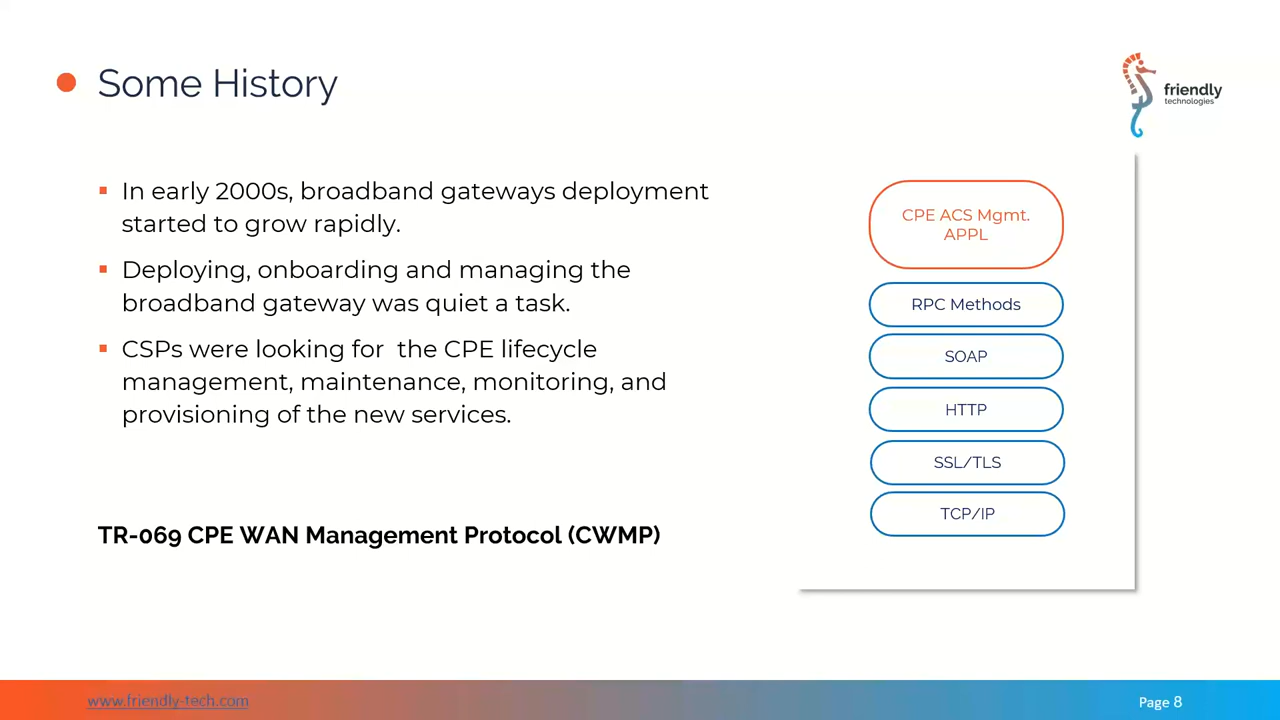 Some History
friendly
technologies
In early 2000s, broadband gateways deployment
started to grow rapidly.
Deploying, onboarding and managing the
broadband gateway was quiet a task.
CSPs were looking for  the CPE lifecycle
management, maintenance, monitoring, and
provisioning of the new services.
TR-069 CPE WAN Management Protocol (CWMP)
CPE ACS Mgmt.
APPL
RPC Methods
SOAP
HTTP
SSL/TLS
TCP/IP
www.friendly-tech.com
Page 8